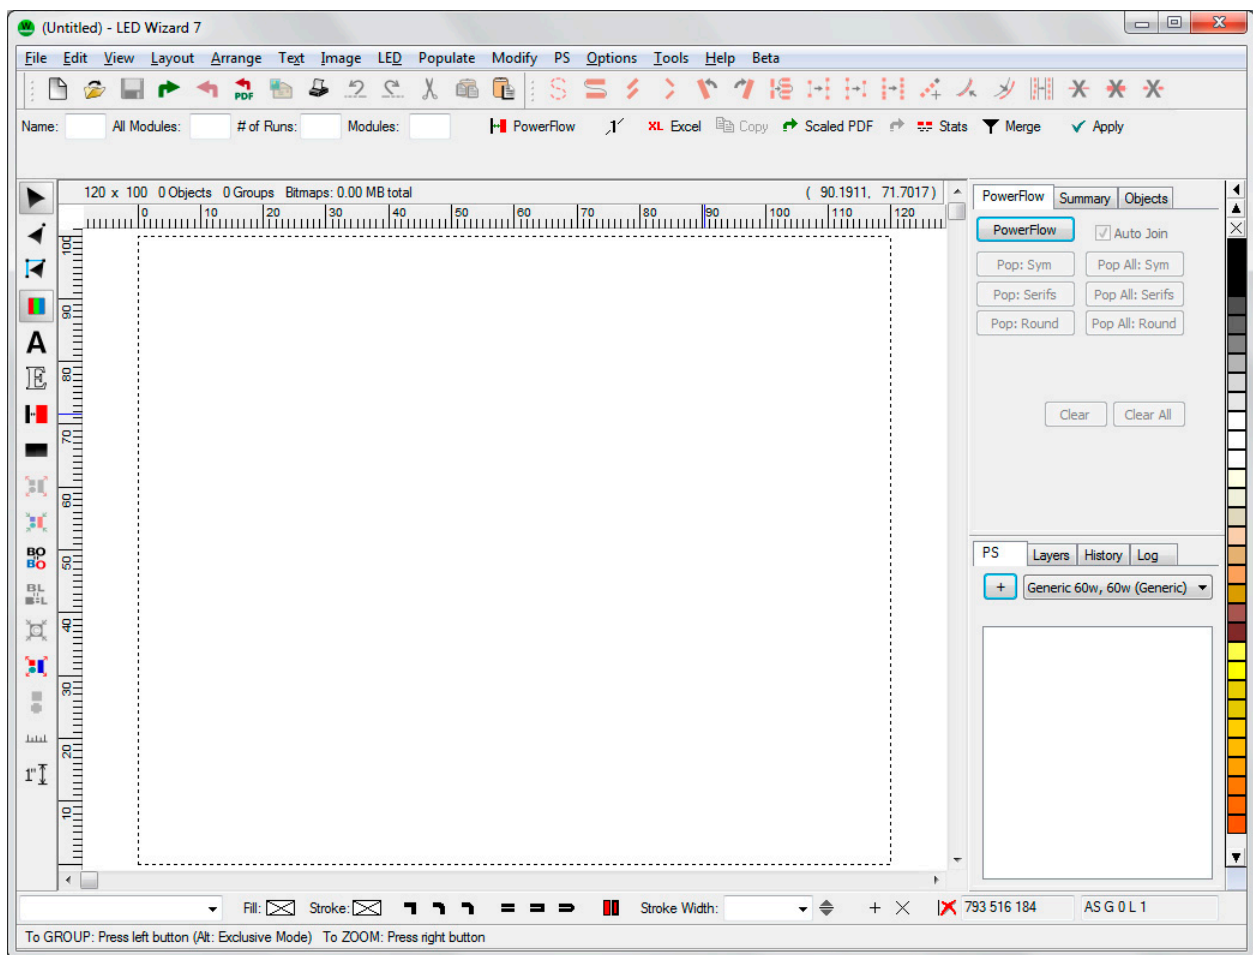 (Untitled) - LED Wizard 7
File Edit View Layout Arrange Text Image LED Populate Modify PS Options Tools Help Beta
PDF
Name: All Modules: # of Runs: Modules: PowerFlow 1 XL Excel Copy Scaled PDF Stats Merge Apply
120 x 100 0 Objects 0 Groups Bitmaps: 0.00 MB total ( 90.1911, 71.7017)
0 10 20 30 40 50 60 70 80 90 100 110 120
100
90
80
70
60
50
40
30
20
10
A
E
BO
BO
BL
1"
PowerFlow Summary Objects
PowerFlow Auto Join
Pop: Sym Pop All: Sym
Pop: Serifs Pop All: Serifs
Pop: Round Pop All: Round
Clear Clear All
PS Layers History Log
+ Generic 60w, 60w (Generic)
Fill: Stroke: Stroke Width: 793 516 184 AS G 0 L 1
To GROUP: Press left button (Alt: Exclusive Mode) To ZOOM: Press right button